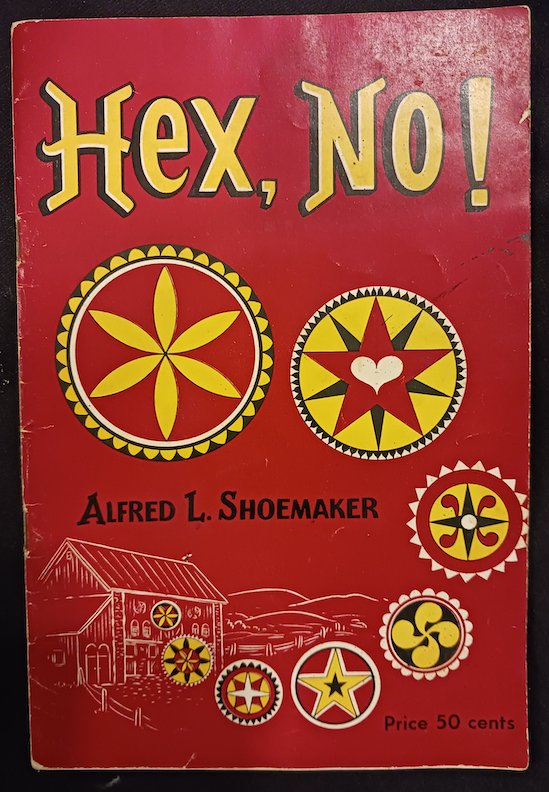 Hex, No!
Alfred L. Shoemaker
Price 50 cents